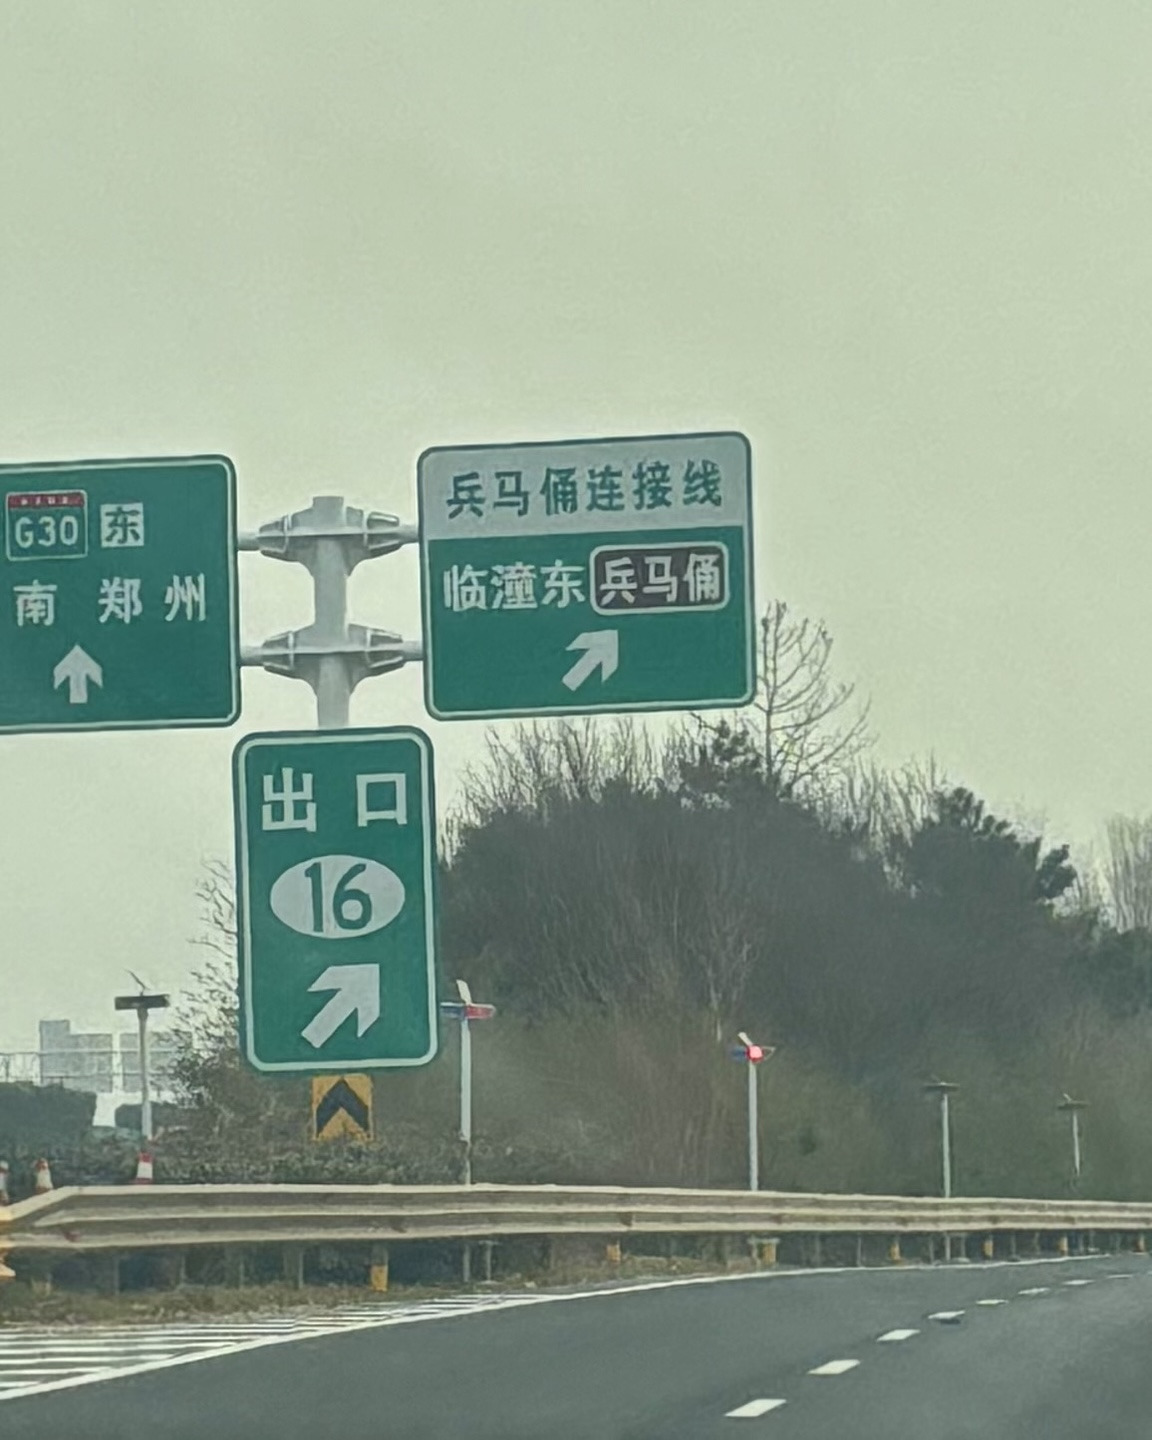 G30 东
南 郑州
兵马俑连接线
临潼东 兵马俑
出口
16